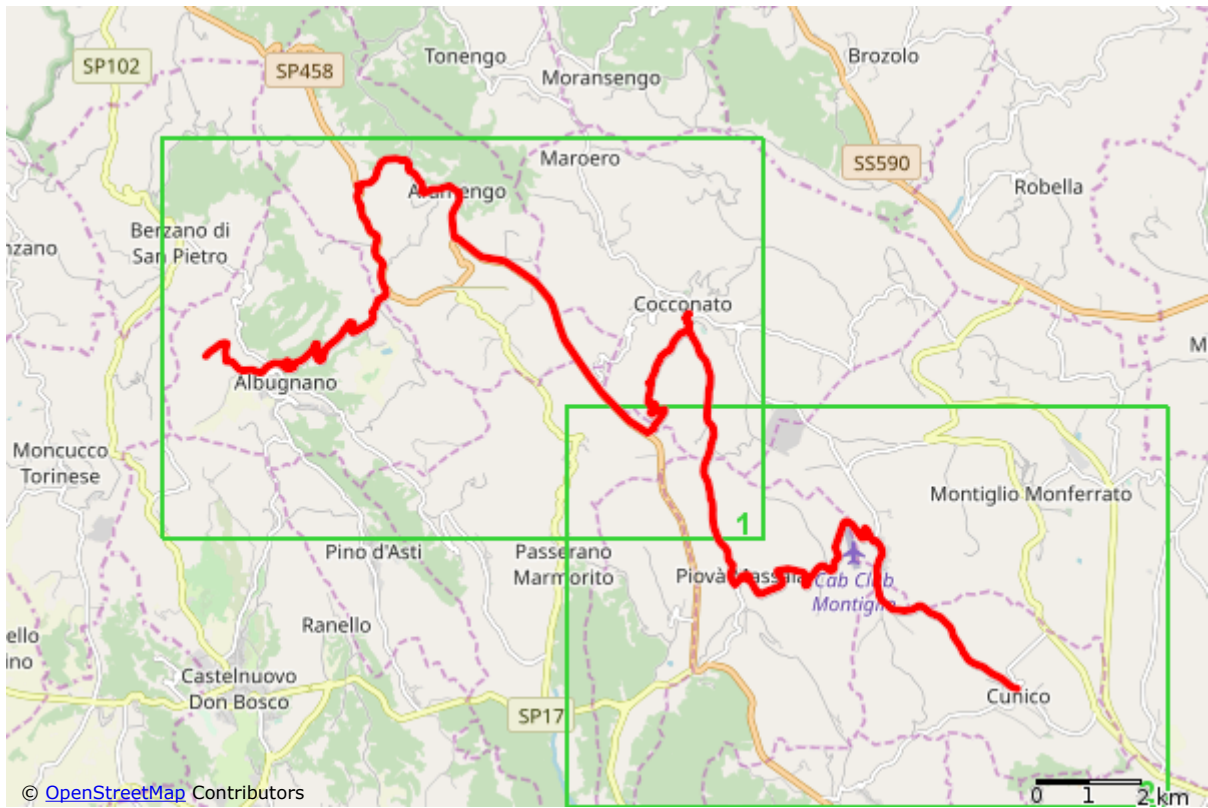 Tonengo
Brozolo
SP102
SP458
Moransengo
Maroero
SS590
Robella
Berzano di
San Pietro
Cocconato
Albugnano
Moncucco
Torinese
Montiglio Monferrato
1
Pino d'Asti
Passerano
Marmorito
Cab Club
Ranello
Castelnuovo
Don Bosco
Cunico
SP17
0 1 2 km
© OpenStreetMap Contributors